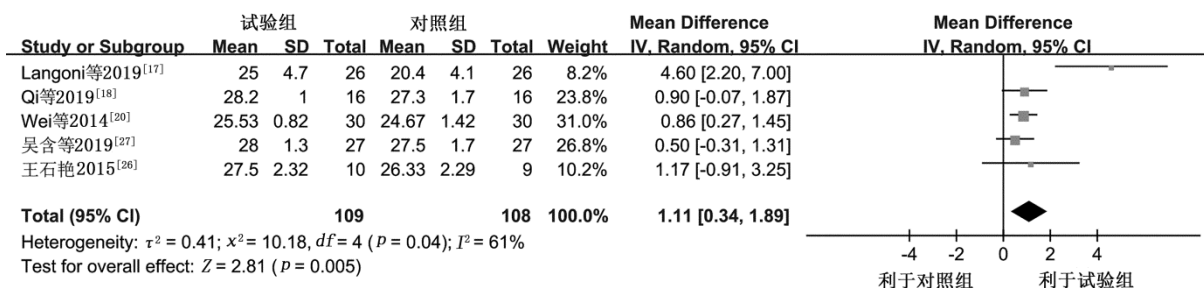 试验组 对照组 Mean Difference Mean Difference
Study or Subgroup Mean SD Total Mean SD Total Weight IV, Random, 95% CI IV, Random, 95% CI
Langoni等2019[17] 25 4.7 26 20.4 4.1 26 8.2% 4.60 [2.20, 7.00]
Qi等2019[18] 28.2 1 16 27.3 1.7 16 23.8% 0.90 [-0.07, 1.87]
Wei等2014[20] 25.53 0.82 30 24.67 1.42 30 31.0% 0.86 [0.27, 1.45]
吴含等2019[27] 28 1.3 27 27.5 1.7 27 26.8% 0.50 [-0.31, 1.31]
王石艳2015[26] 27.5 2.32 10 26.33 2.29 9 10.2% 1.17 [-0.91, 3.25]
Total (95% CI) 109 108 100.0% 1.11 [0.34, 1.89]
Heterogeneity: τ² = 0.41; x² = 10.18, df = 4 (p = 0.04); I² = 61%
Test for overall effect: Z = 2.81 (p = 0.005)
-4 -2 0 2 4
利于对照组 利于试验组